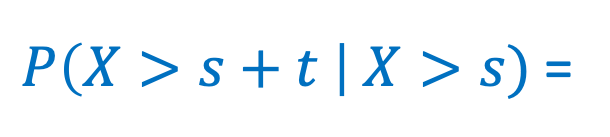 P(X > s + t | X > s) =